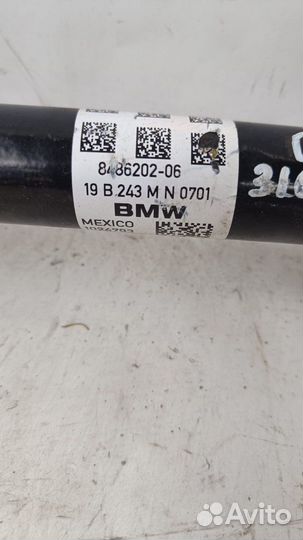 8486202-06
19 B.243 M N 0701
BMW
MEXICO
Avito